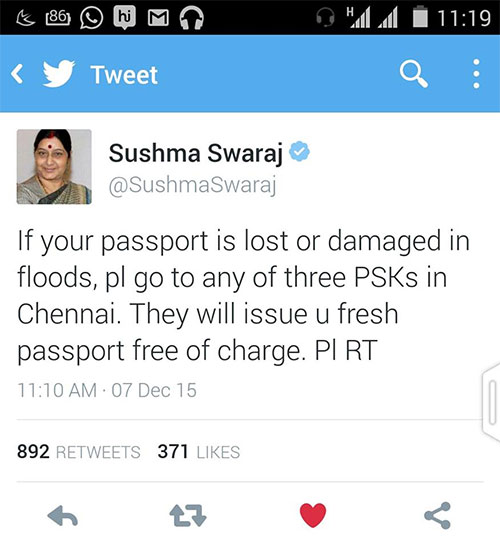 86 hj H 11:19
Tweet
Sushma Swaraj
@SushmaSwaraj
If your passport is lost or damaged in
floods, pl go to any of three PSKs in
Chennai. They will issue u fresh
passport free of charge. Pl RT
11:10 AM · 07 Dec 15
892 RETWEETS 371 LIKES